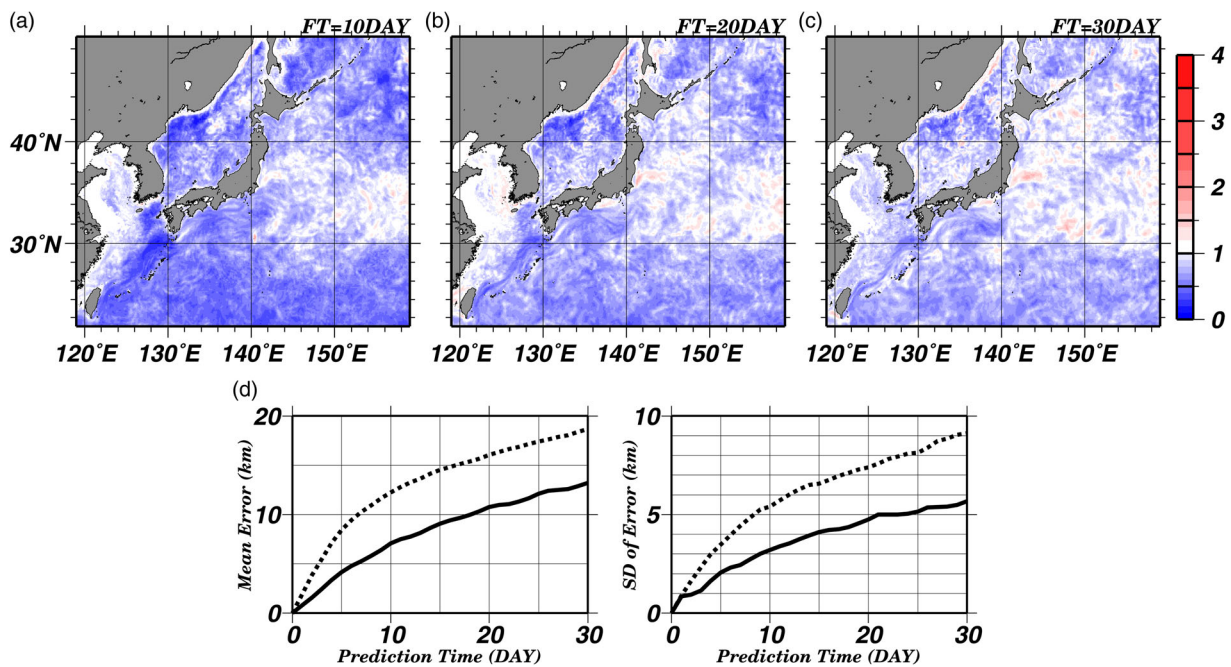 (a) FT=10DAY (b) FT=20DAY (c) FT=30DAY
40°N
30°N
120°E 130°E 140°E 150°E
120°E 130°E 140°E 150°E
120°E 130°E 140°E 150°E
4
3
2
1
0
(d)
20
10
0
Mean Error (km)
0 10 20 30
Prediction Time (DAY)
10
5
0
SD of Error (km)
0 10 20 30
Prediction Time (DAY)